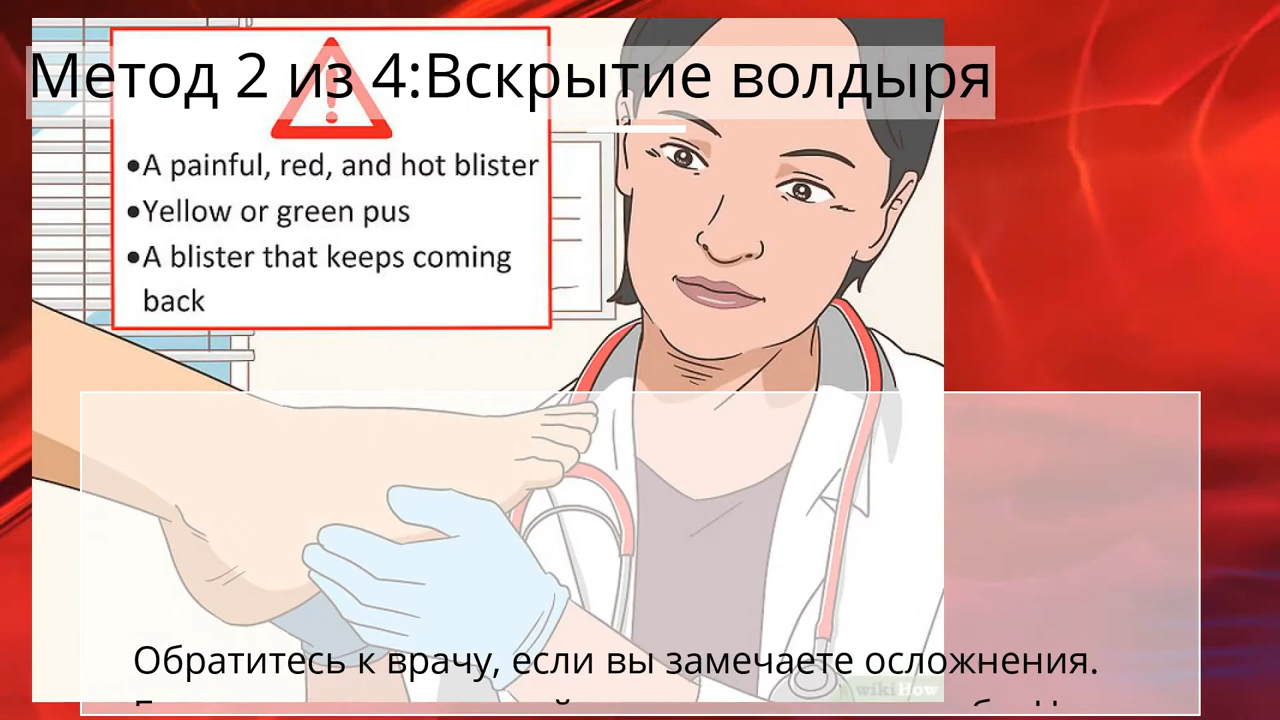 Метод 2 из 4:Вскрытие волдыря
•A painful, red, and hot blister
•Yellow or green pus
•A blister that keeps coming
back
Обратитесь к врачу, если вы замечаете осложнения.
wikiHow